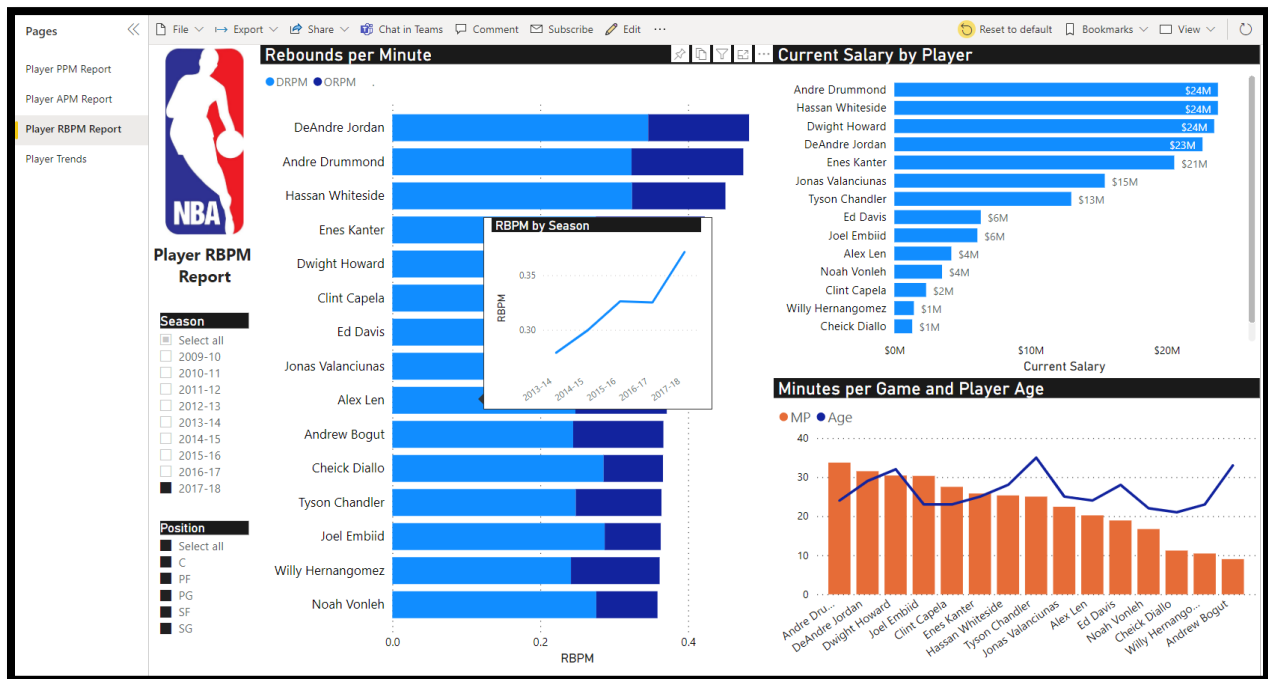 Pages
File
Export
Share
Chat in Teams
Comment
Subscribe
Edit
Reset to default
Bookmarks
View
Player PPM Report
Player APM Report
Player RBPM Report
Player Trends
NBA
Player RBPM
Report
Season
Select all
2009-10
2010-11
2011-12
2012-13
2013-14
2014-15
2015-16
2016-17
2017-18
Position
Select all
C
PF
PG
SF
SG
Rebounds per Minute
DRPM ORPM .
DeAndre Jordan
Andre Drummond
Hassan Whiteside
Enes Kanter
Dwight Howard
Clint Capela
Ed Davis
Jonas Valanciunas
Alex Len
Andrew Bogut
Cheick Diallo
Tyson Chandler
Joel Embiid
Willy Hernangomez
Noah Vonleh
0.0 0.2 0.4
RBPM
RBPM by Season
RBPM
0.35
0.30
2013-14 2014-15 2015-16 2016-17 2017-18
Current Salary by Player
Andre Drummond $24M
Hassan Whiteside $24M
Dwight Howard $24M
DeAndre Jordan $23M
Enes Kanter $21M
Jonas Valanciunas $15M
Tyson Chandler $13M
Ed Davis $6M
Joel Embiid $6M
Alex Len $4M
Noah Vonleh $4M
Clint Capela $2M
Willy Hernangomez $1M
Cheick Diallo $1M
$0M $10M $20M
Current Salary
Minutes per Game and Player Age
MP Age
40
30
20
10
0
Andre Dru... DeAndre Jordan Dwight Howard Joel Embiid Clint Capela Enes Kanter Hassan Whiteside Tyson Chandler Jonas Valanciunas Alex Len Ed Davis Noah Vonleh Cheick Diallo Willy Hernango... Andrew Bogut